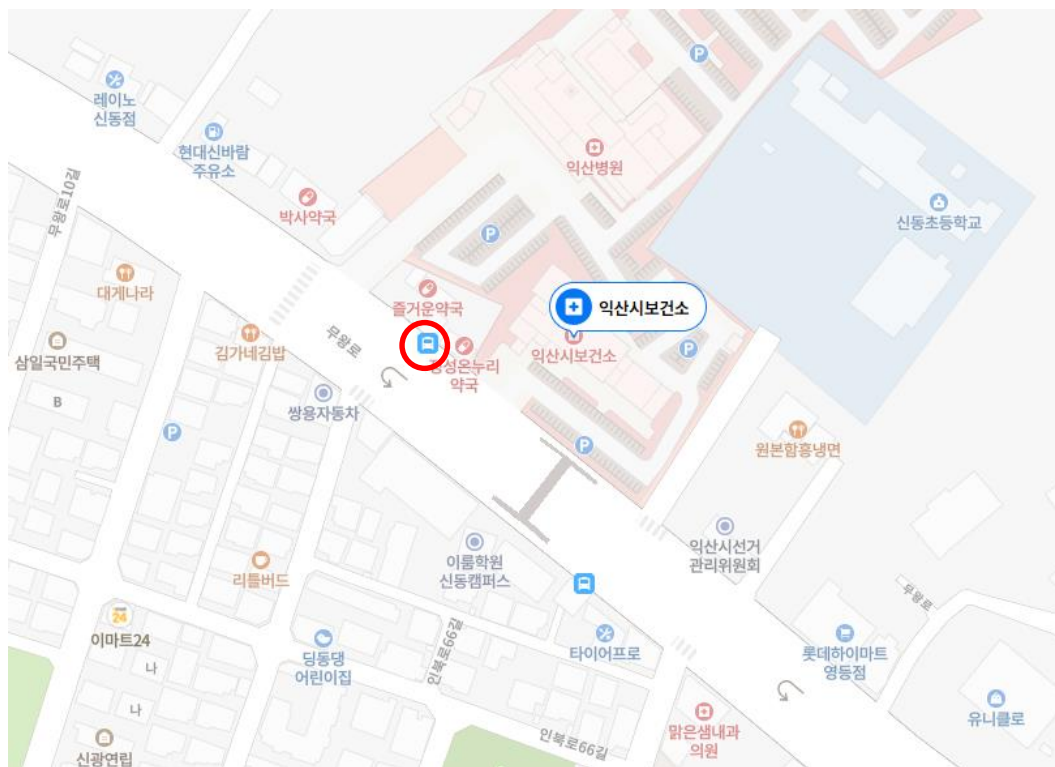 레이노
신동점
현대신바람
주유소
박사약국
무왕로10길
대게나라
삼일국민주택
B
김가네김밥
쌍용자동차
무왕로
즐거운약국
온누리
약국
익산병원
익산시보건소
익산시보건소
신동초등학교
P
P
P
P
P
원본함흥냉면
익산시선거
관리위원회
이룸학원
신동캠퍼스
리틀버드
24
이마트24
나
나
신광연립
딩동댕
어린이집
인북로66길
인북로66길
타이어프로
맑은샘내과
의원
무왕로
롯데하이마트
영등점
유니클로